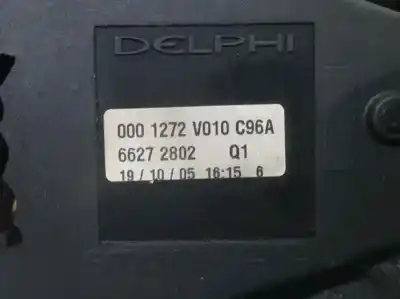 DELPHI
000 1272 V010 C96A
6627 2802 Q1
19 / 10 / 05 16:15 6